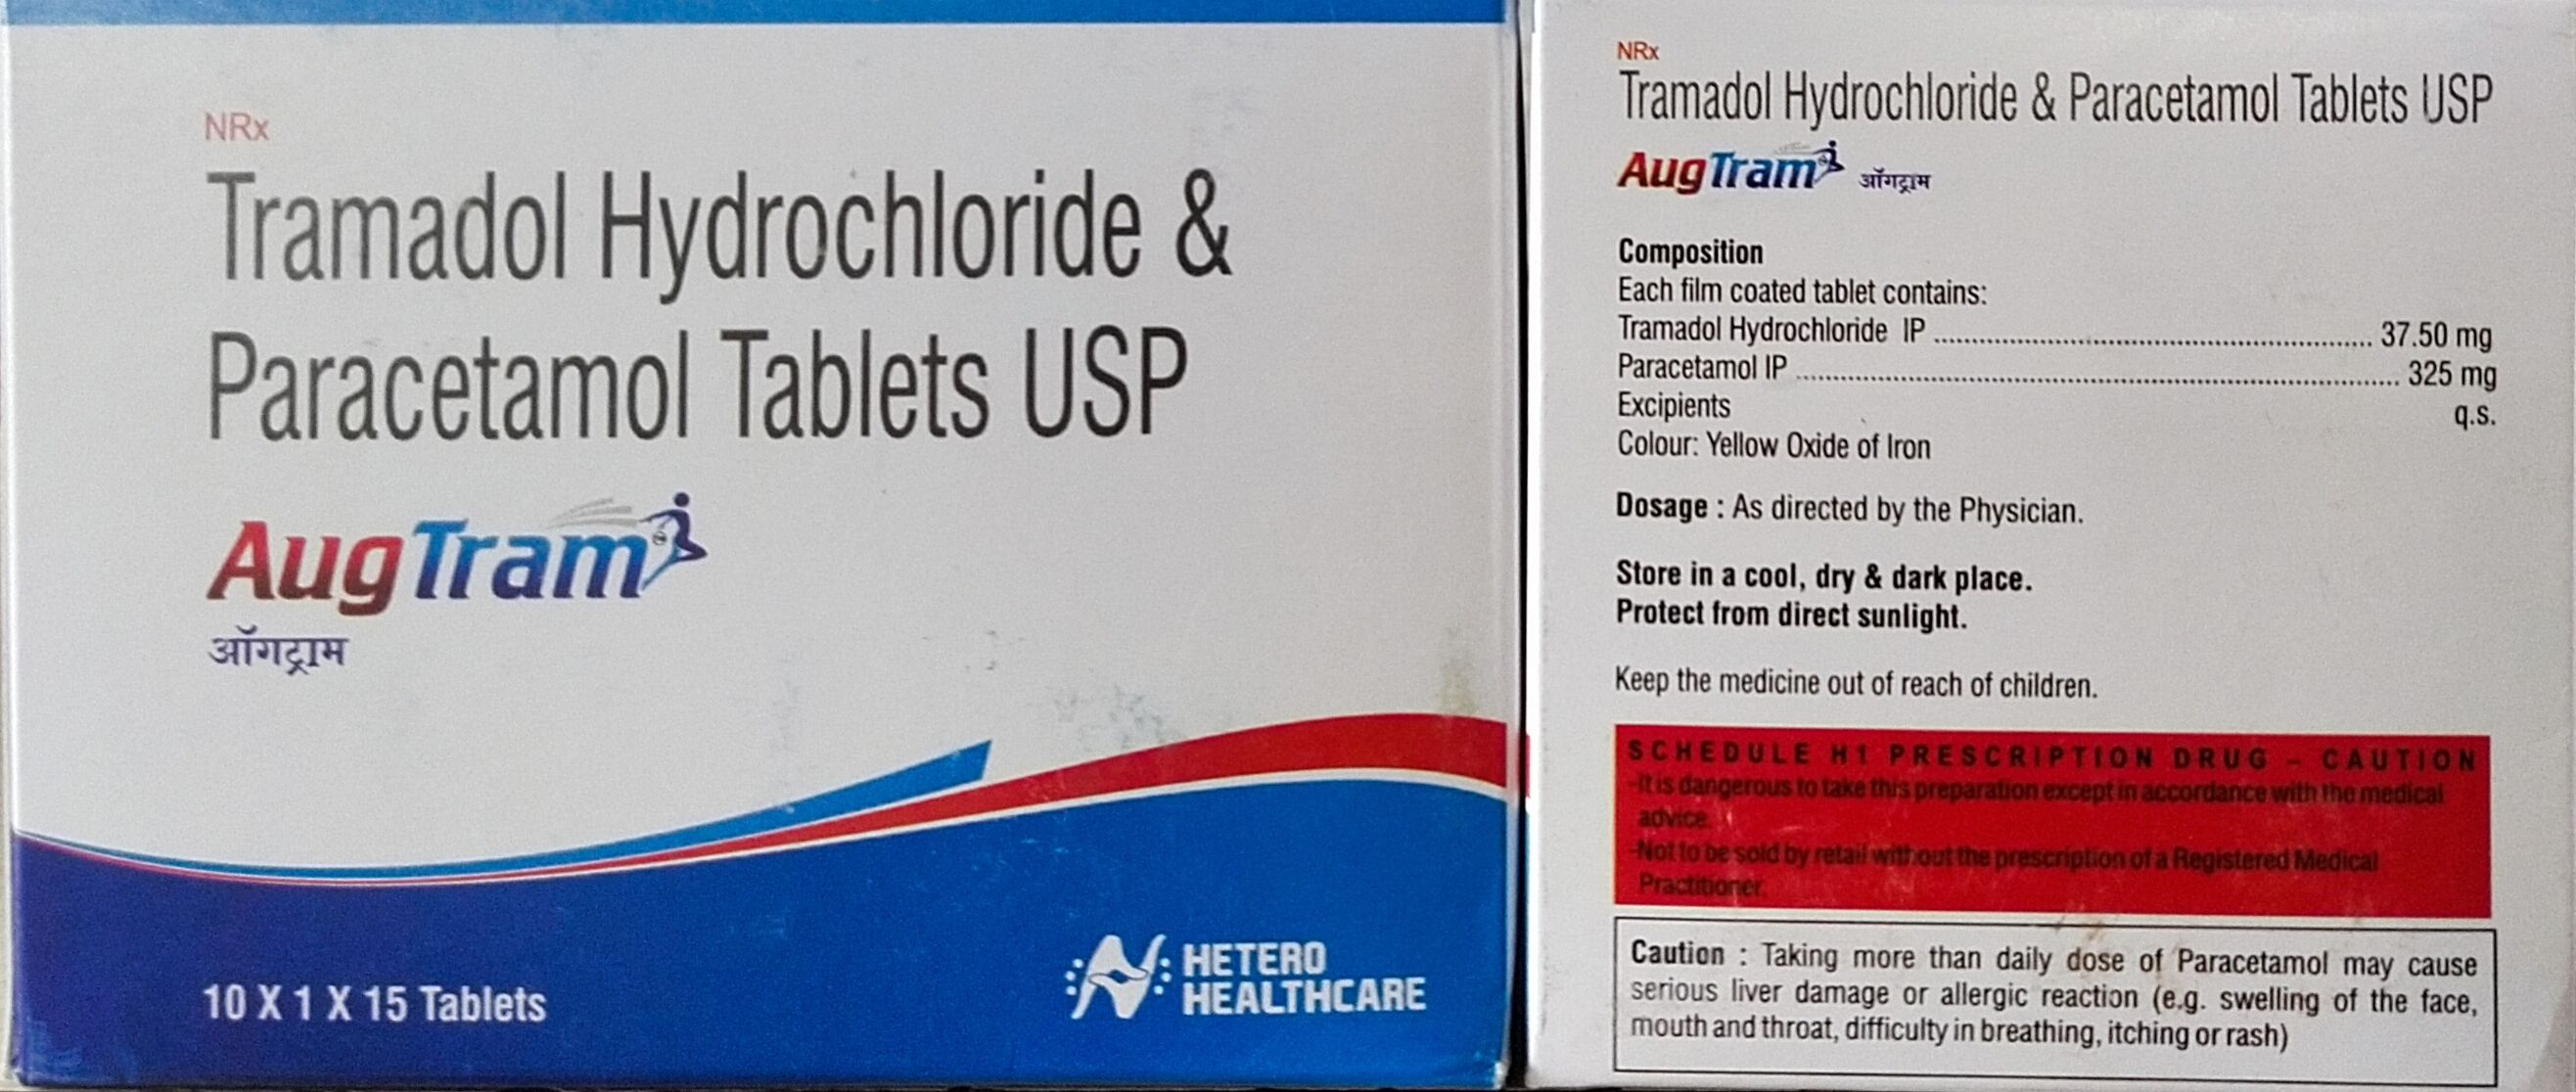 NRx
Tramadol Hydrochloride &
Paracetamol Tablets USP
AugTram
ऑगट्राम
10 X 1 X 15 Tablets
HETERO
HEALTHCARE
NRx
Tramadol Hydrochloride & Paracetamol Tablets USP
AugTram ऑगट्राम
Composition
Each film coated tablet contains:
Tramadol Hydrochloride IP ........................................ 37.50 mg
Paracetamol IP ........................................ 325 mg
Excipients q.s.
Colour: Yellow Oxide of Iron
Dosage : As directed by the Physician.
Store in a cool, dry & dark place.
Protect from direct sunlight.
Keep the medicine out of reach of children.
SCHEDULE H1 PRESCRIPTION DRUG – CAUTION
-It is dangerous to take this preparation except in accordance with the medical
advice.
-Not to be sold by retail without the prescription of a Registered Medical
Practitioner.
Caution : Taking more than daily dose of Paracetamol may cause
serious liver damage or allergic reaction (e.g. swelling of the face,
mouth and throat, difficulty in breathing, itching or rash)